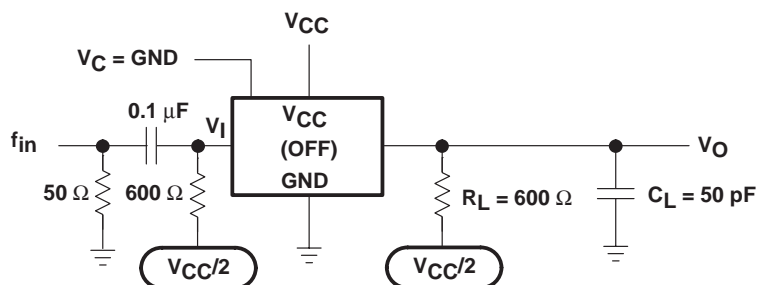 VCC
VC = GND
0.1 μF
VI
VCC
(OFF)
GND
fin
VO
50 Ω
600 Ω
RL = 600 Ω
CL = 50 pF
VCC/2
VCC/2